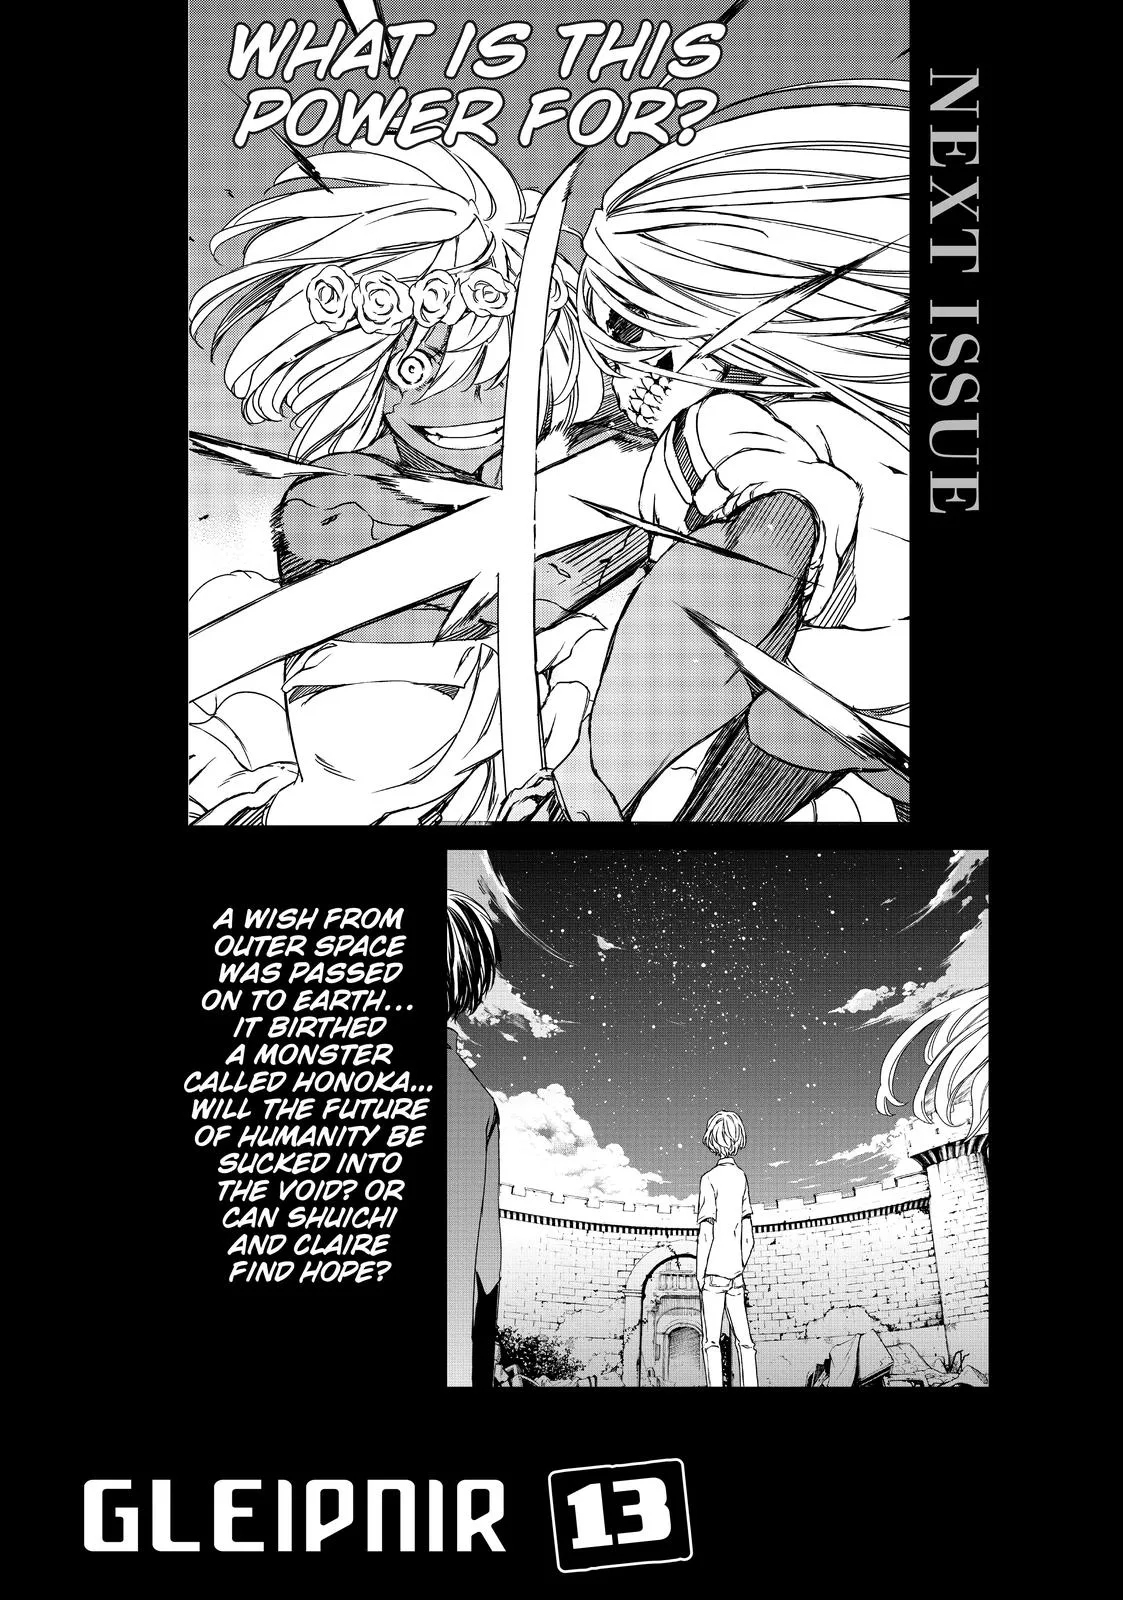 WHAT IS THIS
POWER FOR?
NEXT ISSUE
A WISH FROM
OUTER SPACE
WAS PASSED
ON TO EARTH...
IT BIRTHED
A MONSTER
CALLED HONOKA...
WILL THE FUTURE
OF HUMANITY BE
SUCKED INTO
THE VOID? OR
CAN SHUICHI
AND CLAIRE
FIND HOPE?
GLEIPNIR 13